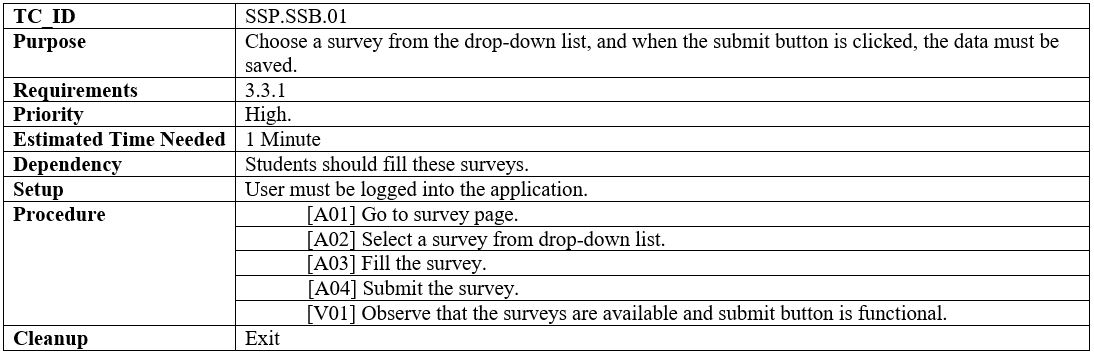 TC_ID SSP.SSB.01
Purpose Choose a survey from the drop-down list, and when the submit button is clicked, the data must be
saved.
Requirements 3.3.1
Priority High.
Estimated Time Needed 1 Minute
Dependency Students should fill these surveys.
Setup User must be logged into the application.
Procedure [A01] Go to survey page.
[A02] Select a survey from drop-down list.
[A03] Fill the survey.
[A04] Submit the survey.
[V01] Observe that the surveys are available and submit button is functional.
Cleanup Exit